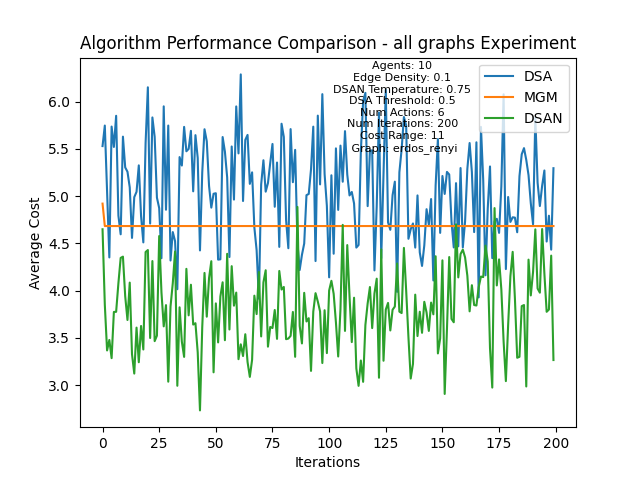 Algorithm Performance Comparison - all graphs Experiment
Agents: 10
Edge Density: 0.1
DSAN Temperature: 0.75
DSA Threshold: 0.5
Num Actions: 6
Num Iterations: 200
Cost Range: 11
Graph: erdos_renyi
DSA
MGM
DSAN
Average Cost
6.0
5.5
5.0
4.5
4.0
3.5
3.0
0 25 50 75 100 125 150 175 200
Iterations